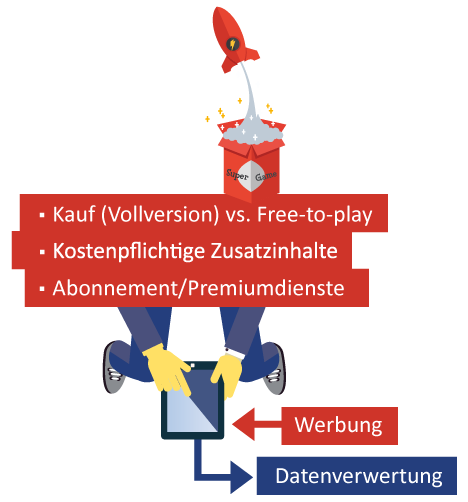 Super Game
▪ Kauf (Vollversion) vs. Free-to-play
▪ Kostenpflichtige Zusatzinhalte
▪ Abonnement/Premiumdienste
Werbung
Datenverwertung